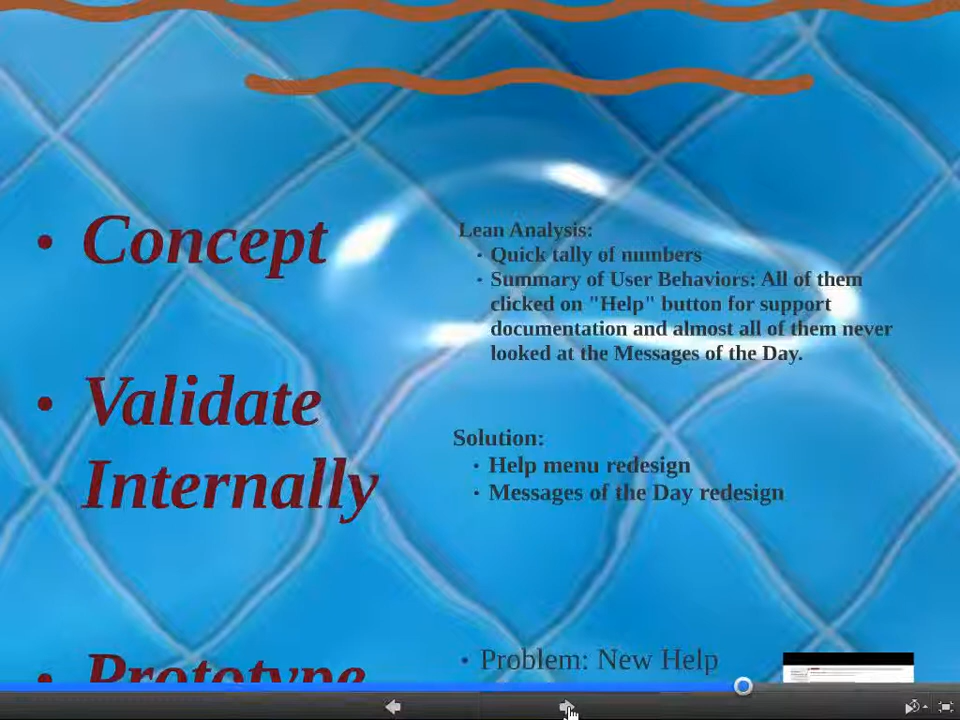 • Concept
Lean Analysis:
• Quick tally of numbers
• Summary of User Behaviors: All of them
clicked on "Help" button for support
documentation and almost all of them never
looked at the Messages of the Day.
• Validate
Internally
Solution:
• Help menu redesign
• Messages of the Day redesign
• Prototype
• Problem: New Help